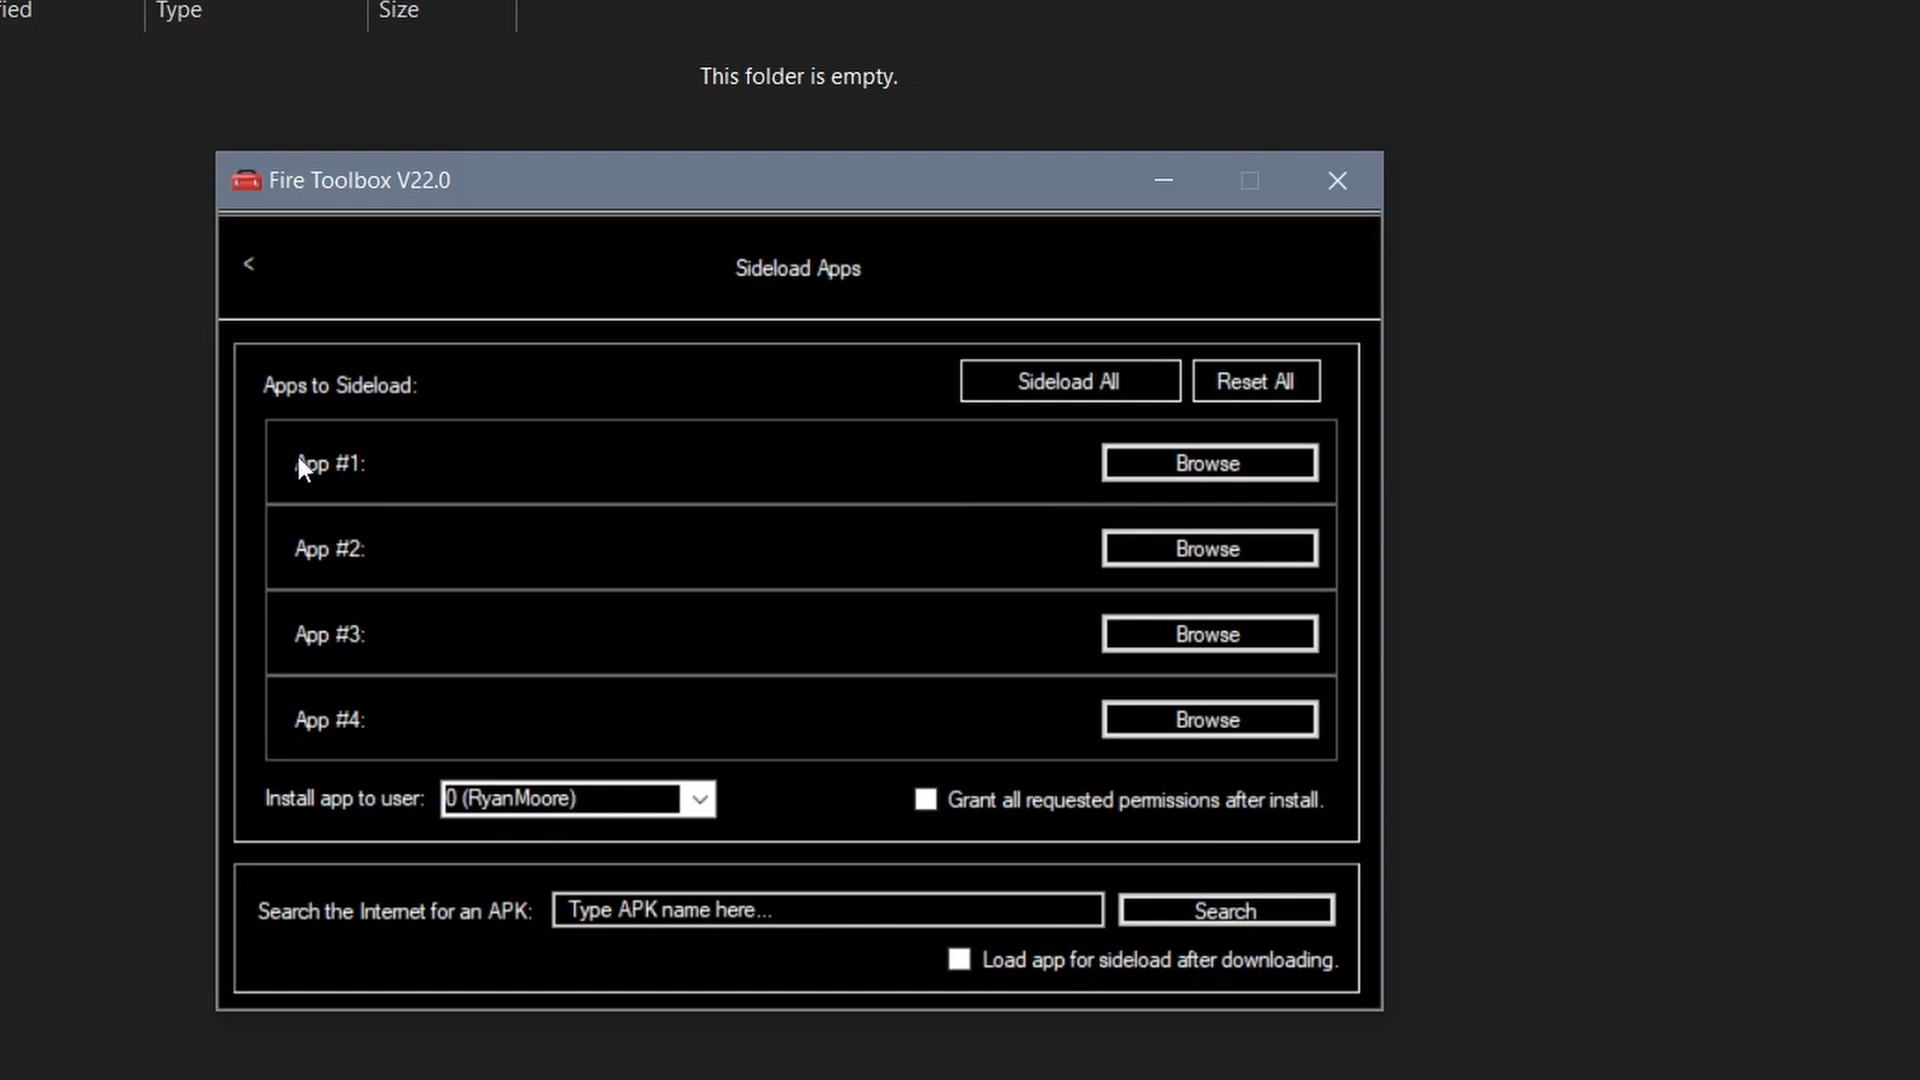 Type Size
This folder is empty.
Fire Toolbox V22.0
<
Sideload Apps
Apps to Sideload: Sideload All Reset All
App #1: Browse
App #2: Browse
App #3: Browse
App #4: Browse
Install app to user: 0 (RyanMoore) Grant all requested permissions after install.
Search the Internet for an APK: Type APK name here... Search
Load app for sideload after downloading.